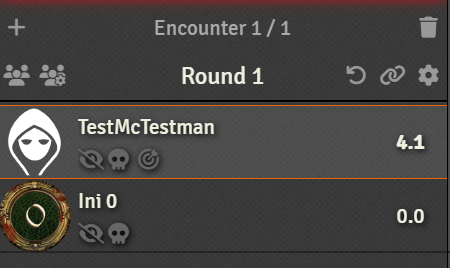 Encounter 1 / 1
Round 1
TestMcTestman
4.1
Ini 0
0.0